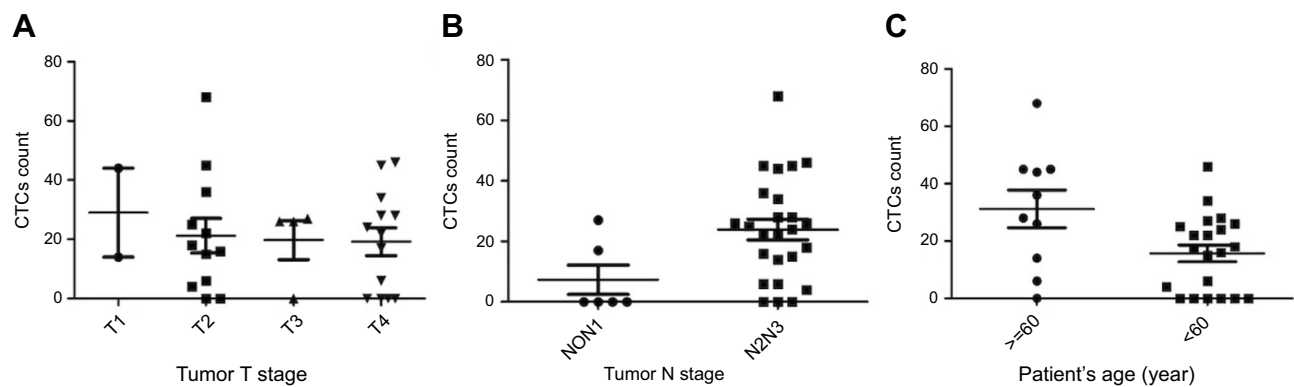 A
CTCs count
80
60
40
20
0
T1
T2
T3
T4
Tumor T stage
B
CTCs count
80
60
40
20
0
NON1
N2N3
Tumor N stage
C
CTCs count
80
60
40
20
0
>=60
<60
Patient's age (year)